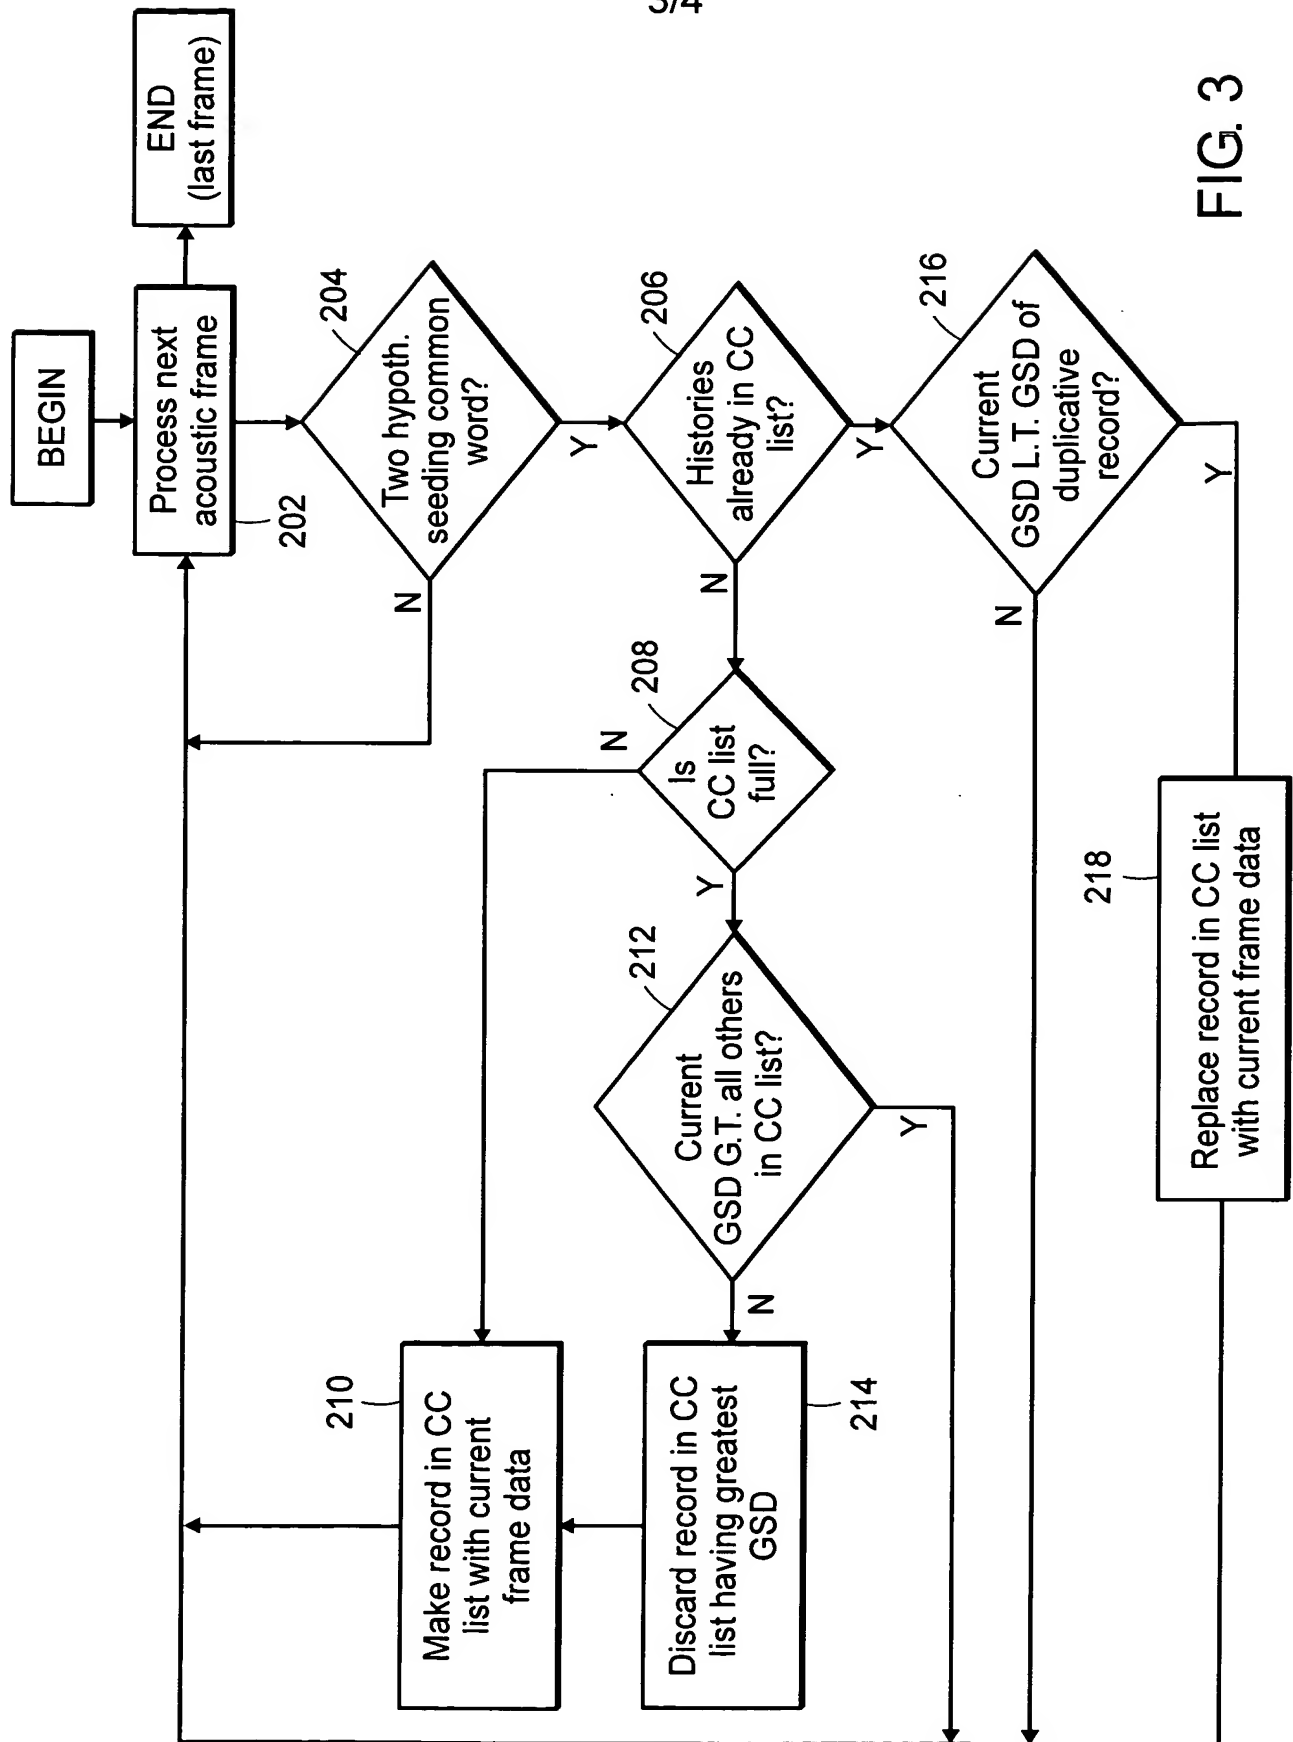 3/4
BEGIN
Process next
acoustic frame
202
END
(last frame)
204
Two hypoth.
seeding common
word?
N
Y
206
Histories
already in CC
list?
N
Y
208
Is
CC list
full?
N
Y
210
Make record in CC
list with current
frame data
212
Current
GSD G.T. all others
in CC list?
N
Y
214
Discard record in CC
list having greatest
GSD
216
Current
GSD L.T. GSD of
duplicative
record?
N
Y
218
Replace record in CC list
with current frame data
FIG. 3